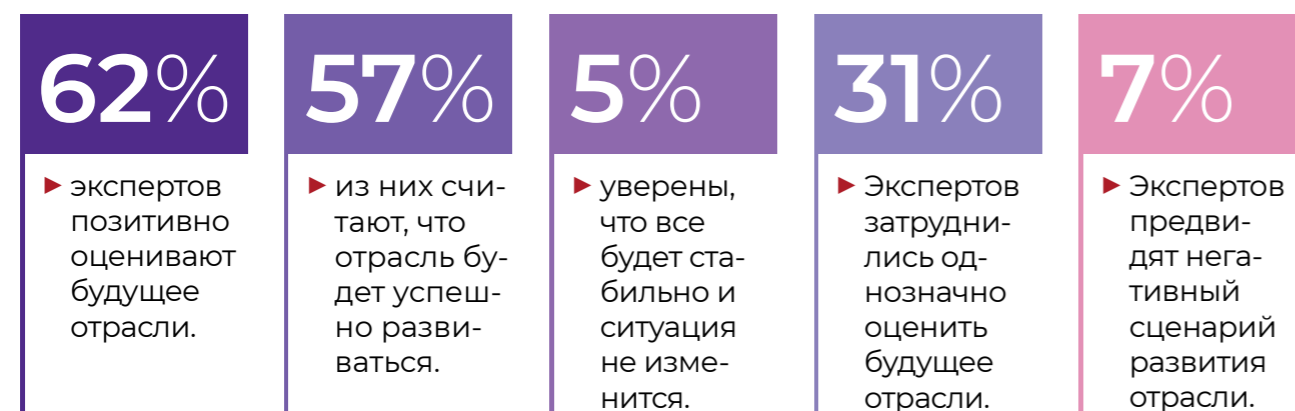 62%
► экспертов
позитивно
оценивают
будущее
отрасли.
57%
► из них счи-
тают, что
отрасль бу-
дет успеш-
но разви-
ваться.
5%
► уверены,
что все
будет ста-
бильно и
ситуация
не изме-
нится.
31%
► Экспертов
затрудни-
лись од-
нозначно
оценить
будущее
отрасли.
7%
► Экспертов
предви-
дят нега-
тивный
сценарий
развития
отрасли.